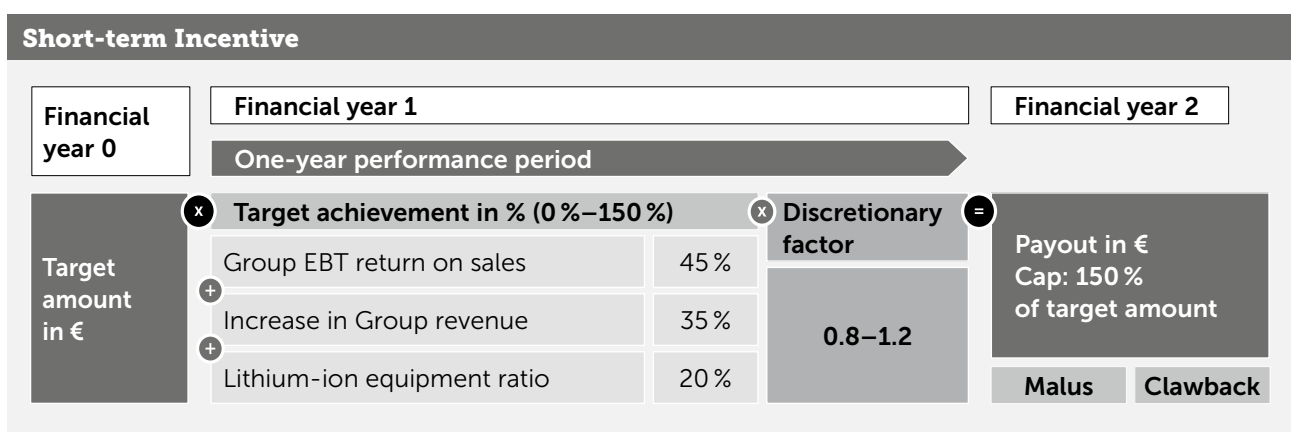 Short-term Incentive
Financial
year 0
Financial year 1
Financial year 2
One-year performance period
Target
amount
in €
x
Target achievement in % (0 %–150 %)
x
Discretionary
factor
=
Group EBT return on sales
45 %
+
Increase in Group revenue
35 %
+
Lithium-ion equipment ratio
20 %
0.8–1.2
Payout in €
Cap: 150 %
of target amount
Malus
Clawback